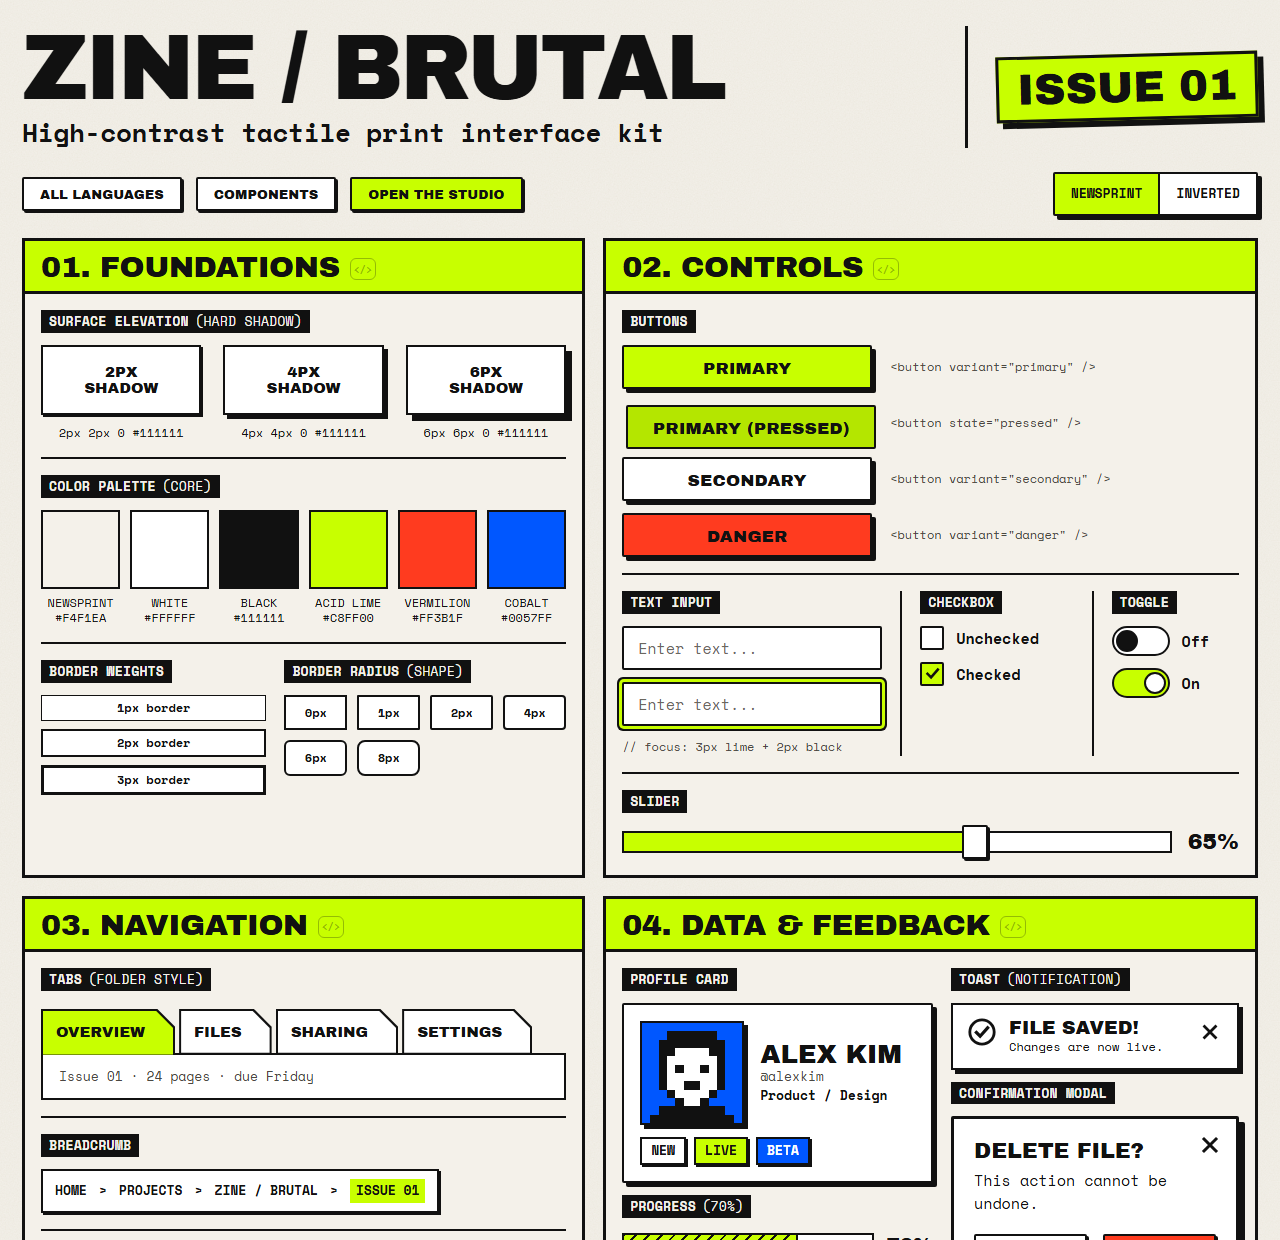 ZINE / BRUTAL
High-contrast tactile print interface kit
ISSUE 01
ALL LANGUAGES
COMPONENTS
OPEN THE STUDIO
NEWSPRINT
INVERTED
01. FOUNDATIONS </>
SURFACE ELEVATION (HARD SHADOW)
2PX
SHADOW
4PX
SHADOW
6PX
SHADOW
2px 2px 0 #111111
4px 4px 0 #111111
6px 6px 0 #111111
COLOR PALETTE (CORE)
NEWSPRINT
#F4F1EA
WHITE
#FFFFFF
BLACK
#111111
ACID LIME
#C8FF00
VERMILION
#FF3B1F
COBALT
#0057FF
BORDER WEIGHTS
1px border
2px border
3px border
BORDER RADIUS (SHAPE)
0px
1px
2px
4px
6px
8px
02. CONTROLS </>
BUTTONS
PRIMARY
<button variant="primary" />
PRIMARY (PRESSED)
<button state="pressed" />
SECONDARY
<button variant="secondary" />
DANGER
<button variant="danger" />
TEXT INPUT
Enter text...
Enter text...
// focus: 3px lime + 2px black
CHECKBOX
Unchecked
Checked
TOGGLE
Off
On
SLIDER
65%
03. NAVIGATION </>
TABS (FOLDER STYLE)
OVERVIEW
FILES
SHARING
SETTINGS
Issue 01 · 24 pages · due Friday
BREADCRUMB
HOME > PROJECTS > ZINE / BRUTAL > ISSUE 01
04. DATA & FEEDBACK </>
PROFILE CARD
ALEX KIM
@alexkim
Product / Design
NEW
LIVE
BETA
PROGRESS (70%)
TOAST (NOTIFICATION)
FILE SAVED!
Changes are now live.
CONFIRMATION MODAL
DELETE FILE?
This action cannot be
undone.